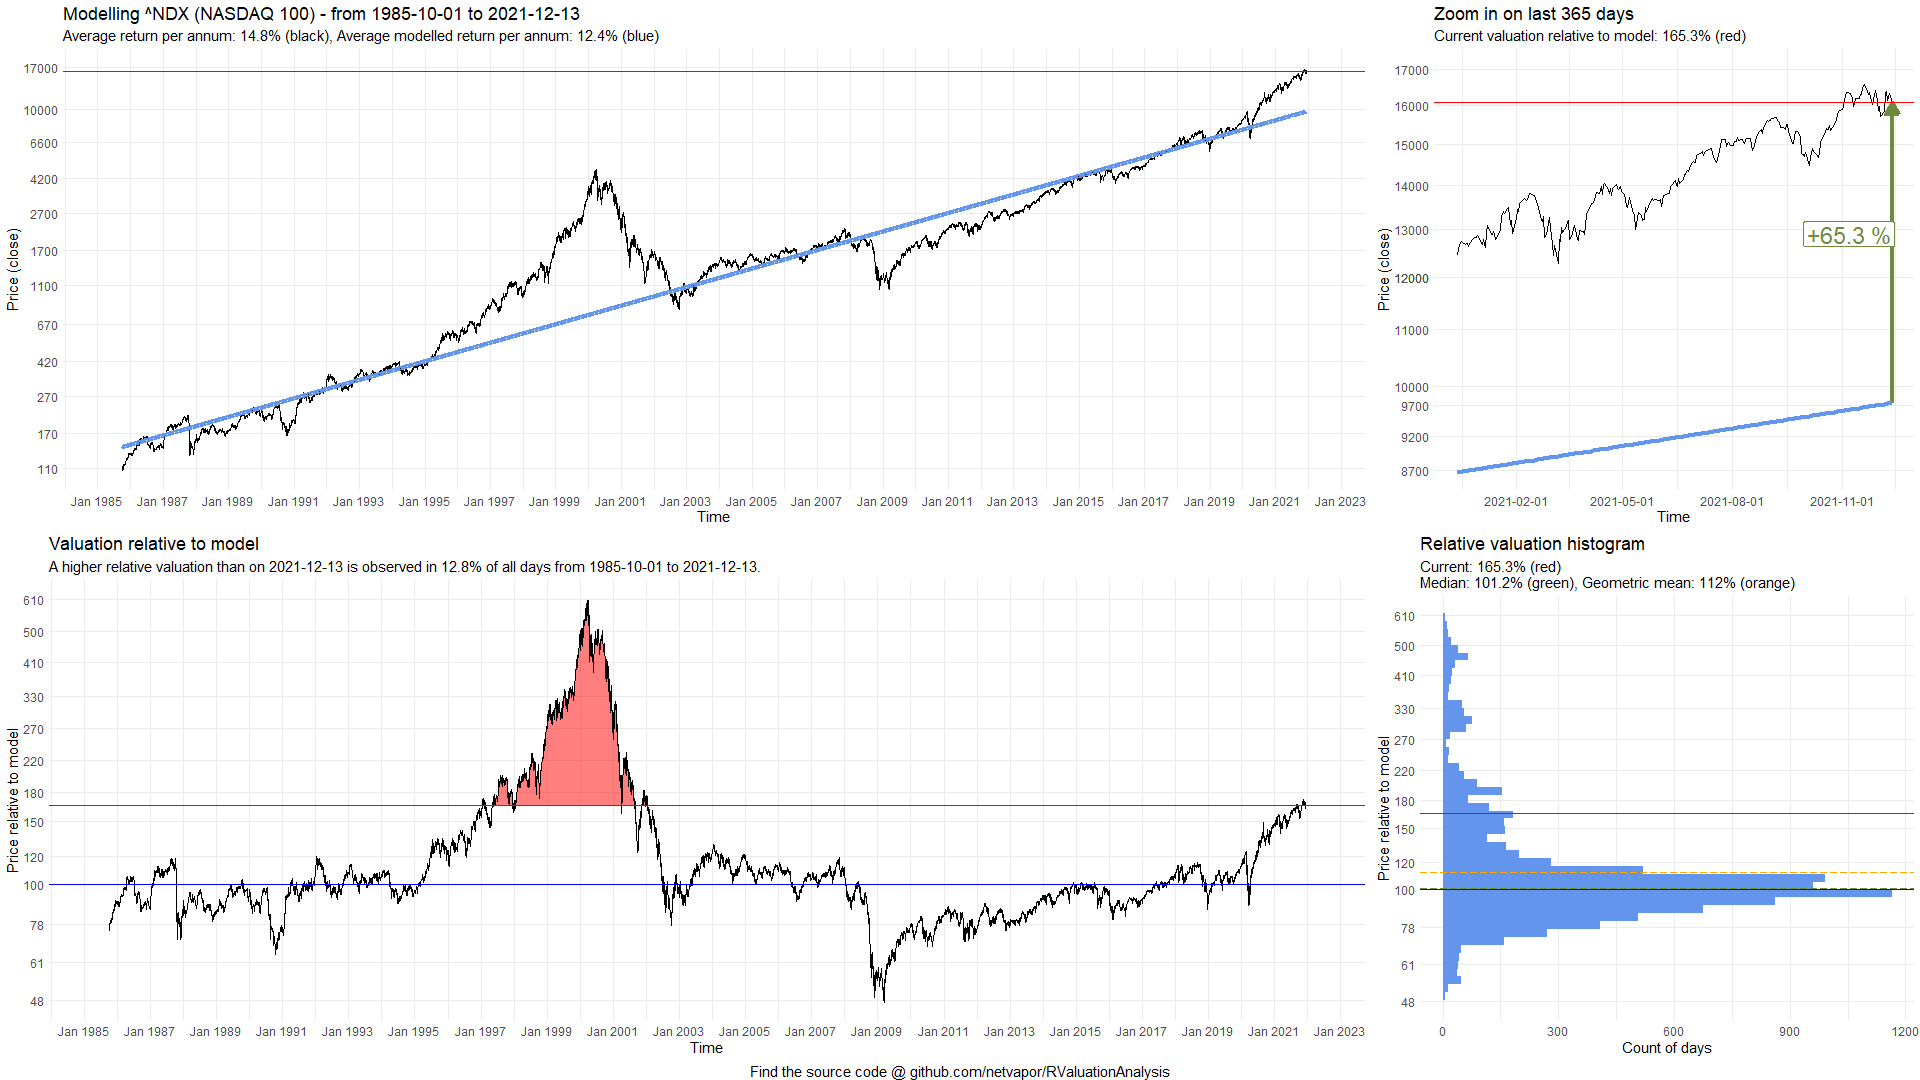 Modelling ^NDX (NASDAQ 100) - from 1985-10-01 to 2021-12-13
Average return per annum: 14.8% (black), Average modelled return per annum: 12.4% (blue)
Price (close)
17000
10000
6600
4200
2700
1700
1100
670
420
270
170
110
Jan 1985 Jan 1987 Jan 1989 Jan 1991 Jan 1993 Jan 1995 Jan 1997 Jan 1999 Jan 2001 Jan 2003 Jan 2005 Jan 2007 Jan 2009 Jan 2011 Jan 2013 Jan 2015 Jan 2017 Jan 2019 Jan 2021 Jan 2023
Time
Zoom in on last 365 days
Current valuation relative to model: 165.3% (red)
Price (close)
17000
16000
15000
14000
13000
12000
11000
10000
9700
9200
8700
+65.3 %
2021-02-01 2021-05-01 2021-08-01 2021-11-01
Time
Valuation relative to model
A higher relative valuation than on 2021-12-13 is observed in 12.8% of all days from 1985-10-01 to 2021-12-13.
Price relative to model
610
500
410
330
270
220
180
150
120
100
78
61
48
Jan 1985 Jan 1987 Jan 1989 Jan 1991 Jan 1993 Jan 1995 Jan 1997 Jan 1999 Jan 2001 Jan 2003 Jan 2005 Jan 2007 Jan 2009 Jan 2011 Jan 2013 Jan 2015 Jan 2017 Jan 2019 Jan 2021 Jan 2023
Time
Relative valuation histogram
Current: 165.3% (red)
Median: 101.2% (green), Geometric mean: 112% (orange)
Price relative to model
610
500
410
330
270
220
180
150
120
100
78
61
48
0 300 600 900 1200
Count of days
Find the source code @ github.com/netvapor/RValuationAnalysis